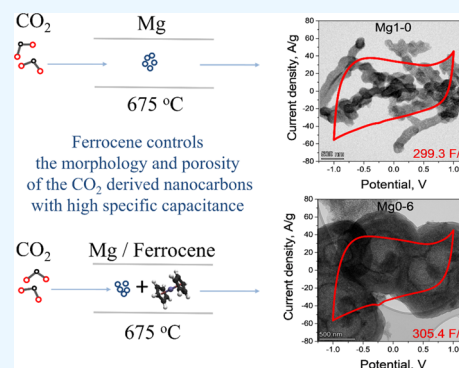 CO2
Mg
675 °C
Ferrocene controls
the morphology and porosity
of the CO2 derived nanocarbons
with high specific capacitance
CO2
Mg / Ferrocene
+
675 °C
Mg1-0
Current density, A/g
80
60
40
20
0
-20
-40
-60
-80
299.3 F/
-1.0
-0.5
0.0
0.5
1.0
Potential, V
Mg0-6
Current density, A/g
80
60
40
20
0
-20
-40
-60
-80
500 nm
305.4 F/
-1.0
-0.5
0.0
0.5
1.0
Potential, V